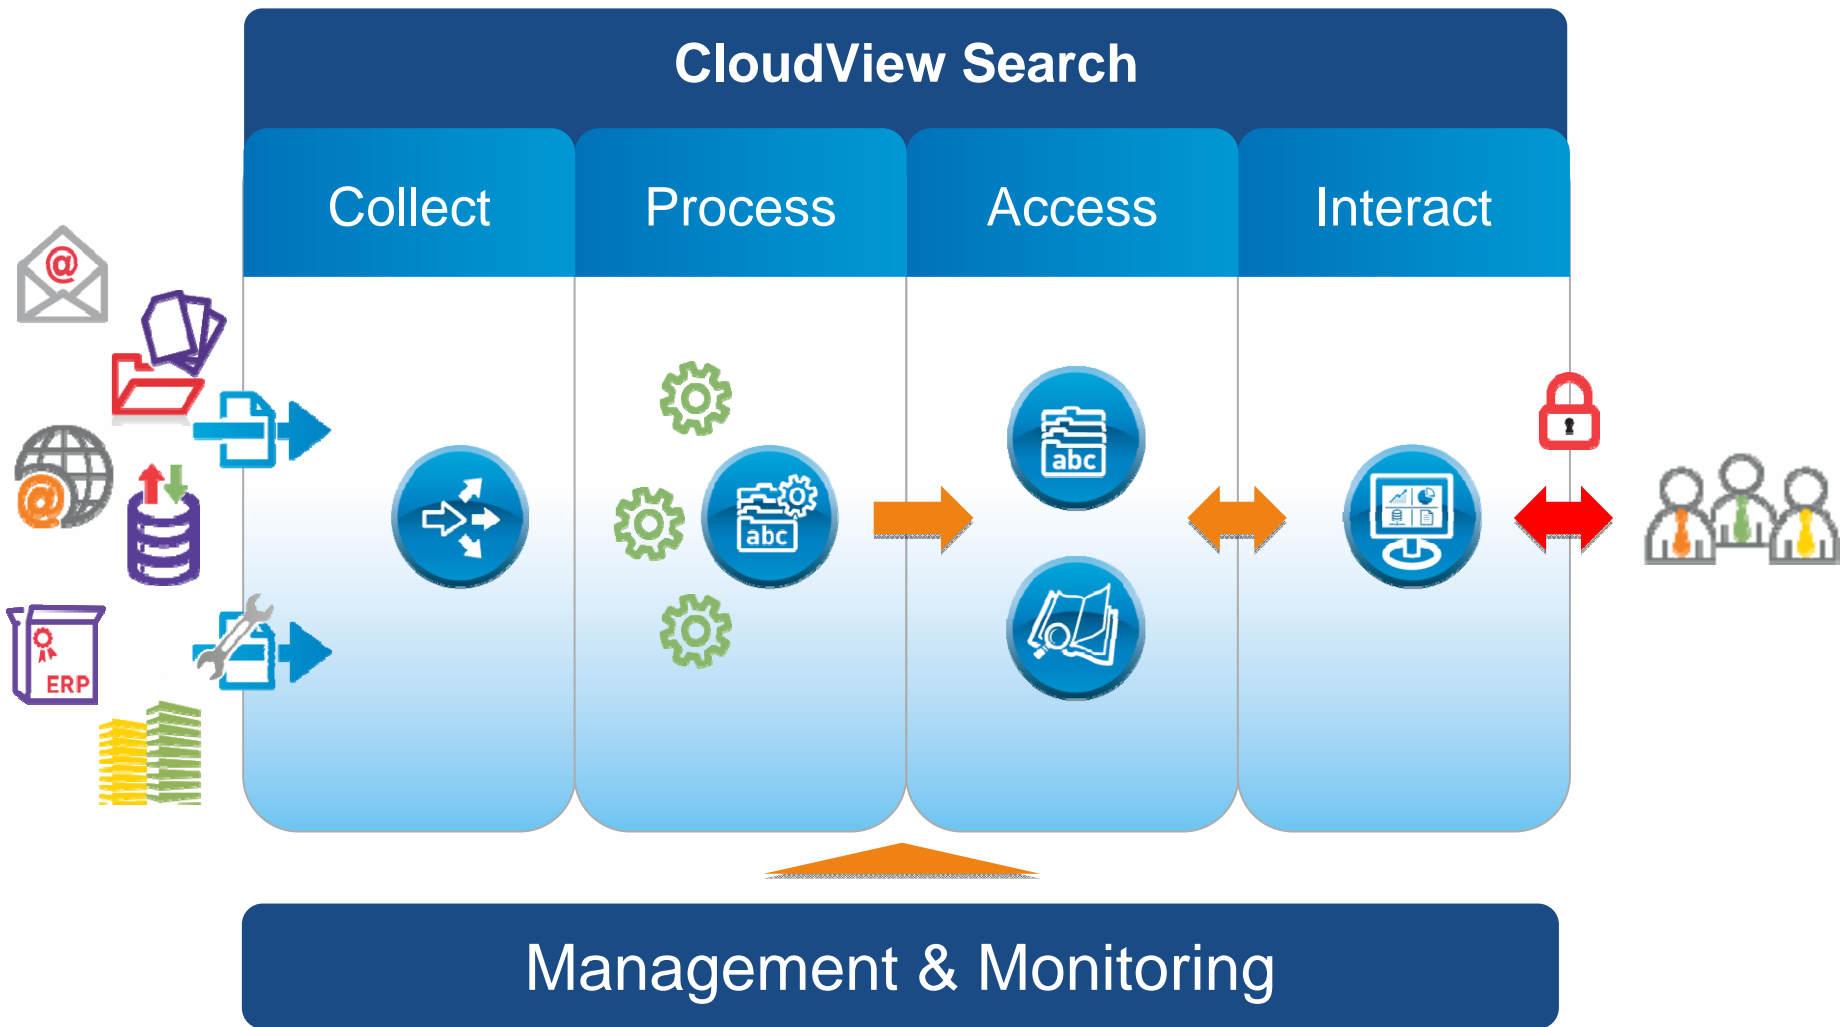 CloudView Search
Collect
Process
Access
Interact
@
@
ERP
abc
abc
Management & Monitoring